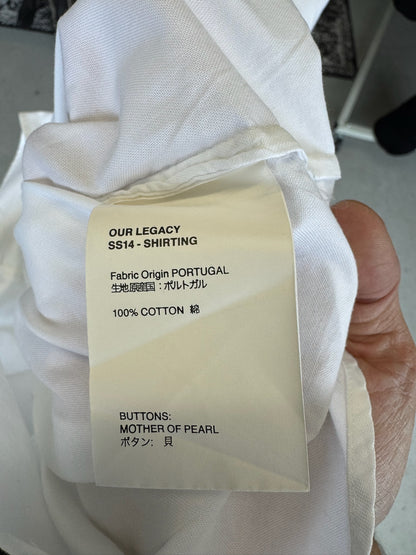 OUR LEGACY
SS14 - SHIRTING
Fabric Origin PORTUGAL
生地原産国：ポルトガル
100% COTTON 綿
BUTTONS:
MOTHER OF PEARL
ボタン: 貝